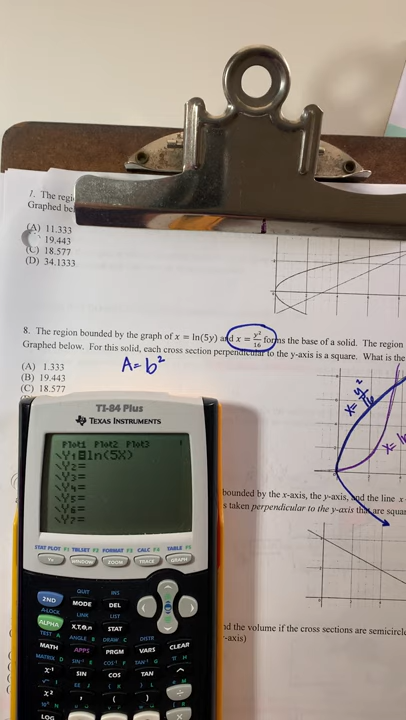 7. The regi
Graphed be
(A) 11.333
19.443
(C) 18.577
(D) 34.1333
8. The region bounded by the graph of x = ln(5y) and x = y²/16 forms the base of a solid. The region
Graphed below. For this solid, each cross section perpendicular to the y-axis is a square. What is the
A = b²
(A) 1.333
(B) 19.443
(C) 18.577
x = y²/16
x = l
TI-84 Plus
TEXAS INSTRUMENTS
Plot1 Plot2 Plot3
\Y1=ln(5X)
\Y2=
\Y3=
\Y4=
\Y5=
\Y6=
\Y7=
bounded by the x-axis, the y-axis, and the line x
s taken perpendicular to the y-axis that are squar
STAT PLOT F1 TBLSET F2 FORMAT F3 CALC F4 TABLE F5
Y= WINDOW ZOOM TRACE GRAPH
QUIT INS
2ND MODE DEL
A-LOCK LINK LIST
ALPHA X,T,θ,n STAT
TEST A ANGLE B DRAW C DISTR
MATH APPS PRGM VARS CLEAR
nd the volume if the cross sections are semicircle
-axis)
MATRIX D SIN⁻¹ E COS⁻¹ F TAN⁻¹ G π H
x⁻¹ SIN COS TAN ^
x² , ( ) ÷
LOG